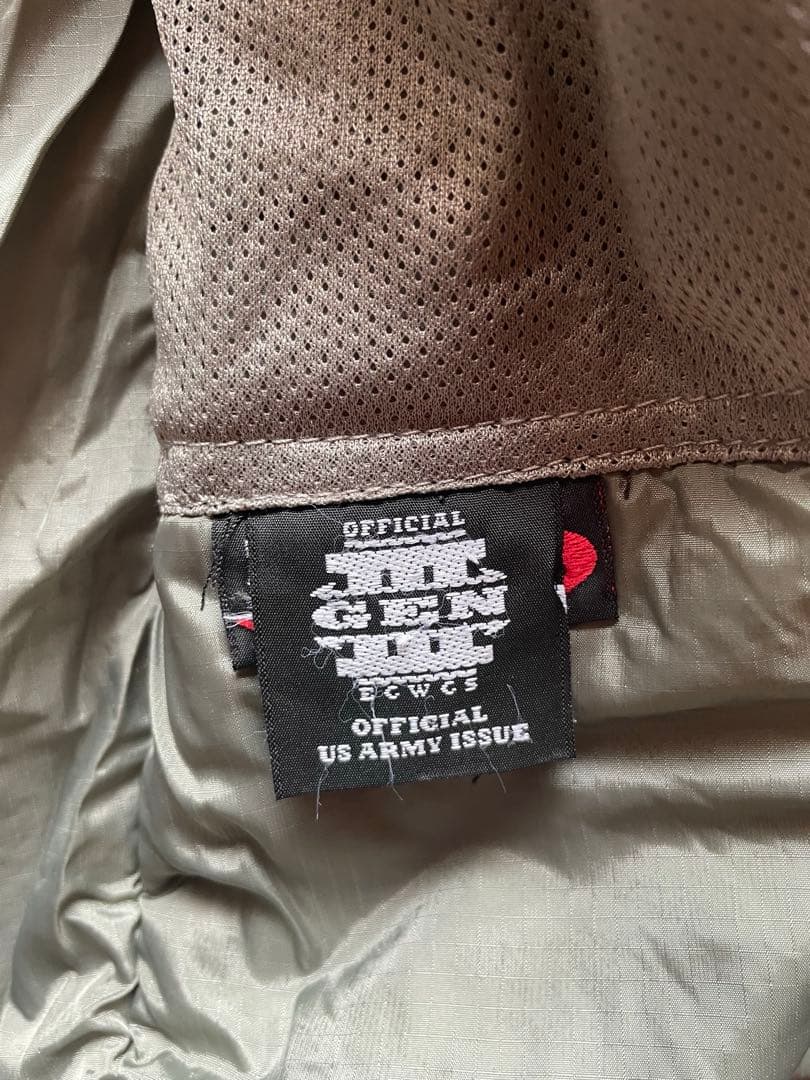 OFFICIAL
III
GEN
III
ECWCS
OFFICIAL
US ARMY ISSUE